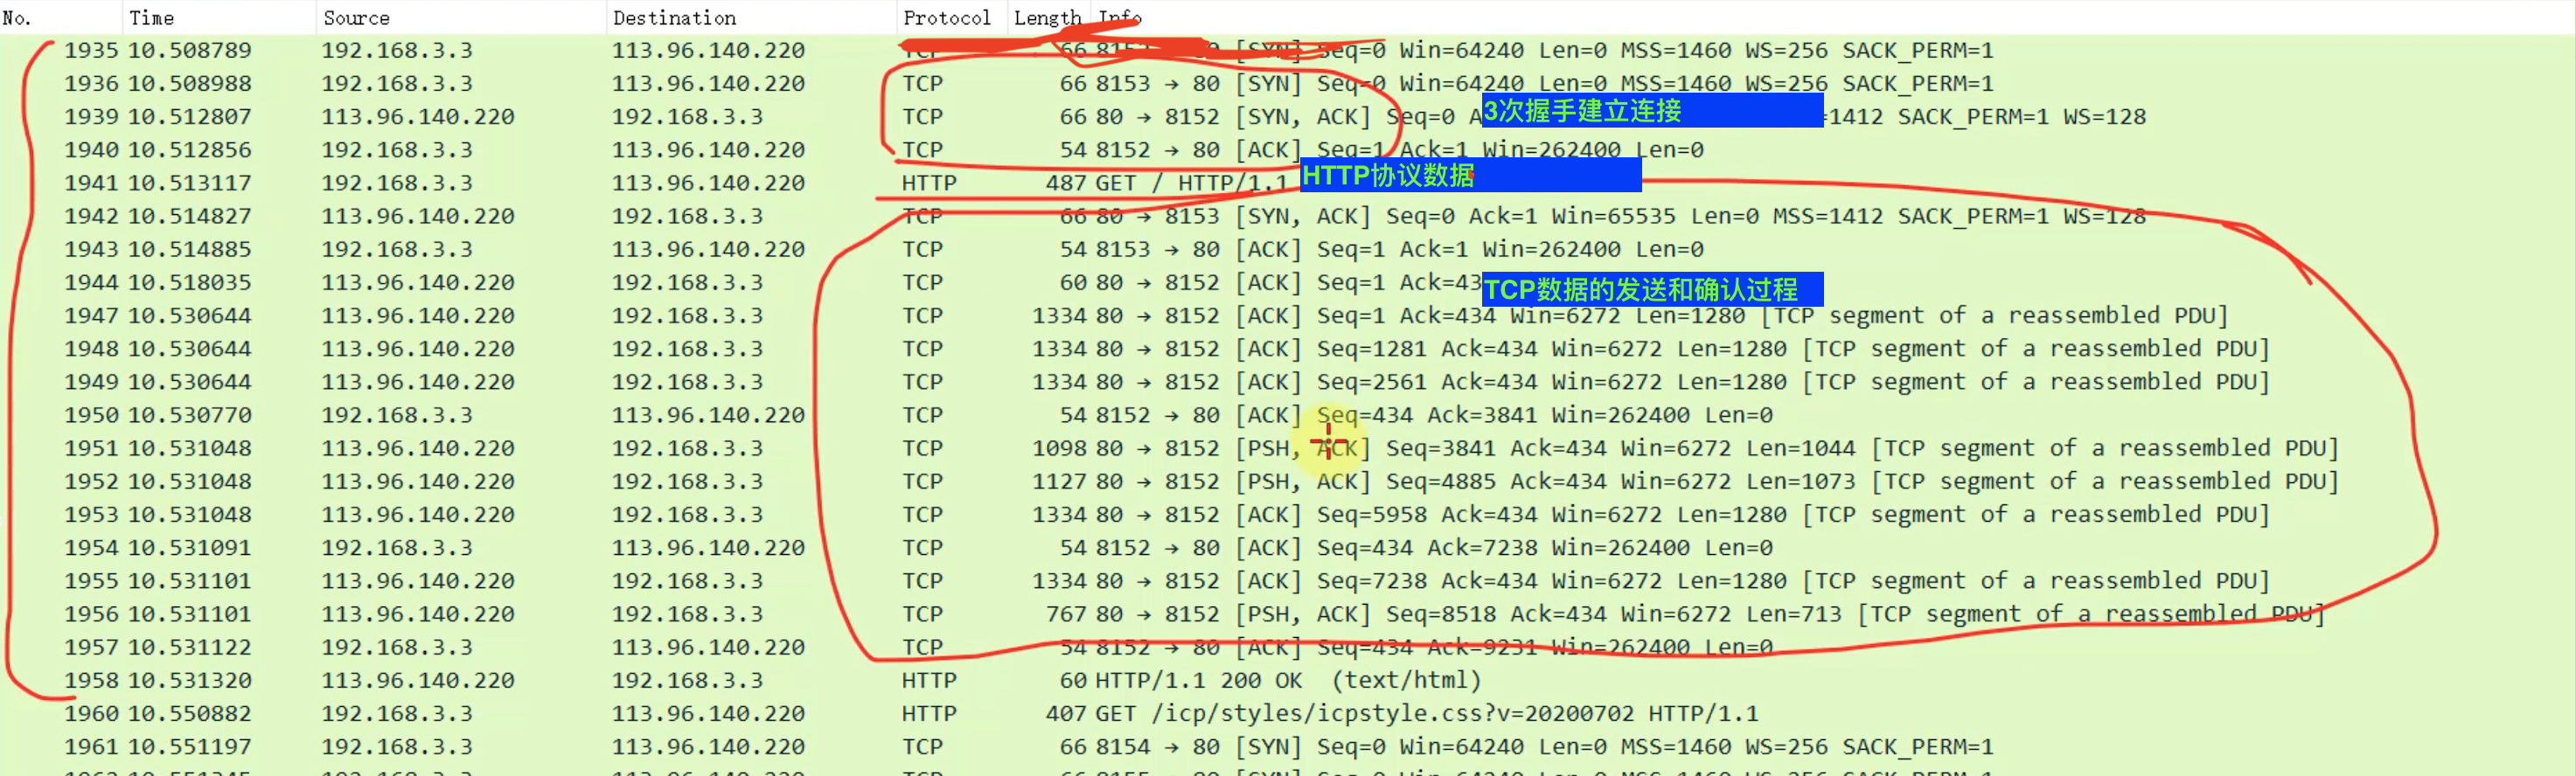 No. Time Source Destination Protocol Length Info
1935 10.508789 192.168.3.3 113.96.140.220 TCP 66 8152 80 [SYN] Seq=0 Win=64240 Len=0 MSS=1460 WS=256 SACK_PERM=1
1936 10.508988 192.168.3.3 113.96.140.220 TCP 66 8153 → 80 [SYN] Seq=0 Win=64240 Len=0 MSS=1460 WS=256 SACK_PERM=1
1939 10.512807 113.96.140.220 192.168.3.3 TCP 66 80 → 8152 [SYN, ACK] Seq=0 A 3次握手建立连接 =1412 SACK_PERM=1 WS=128
1940 10.512856 192.168.3.3 113.96.140.220 TCP 54 8152 → 80 [ACK] Seq=1 Ack=1 Win=262400 Len=0
1941 10.513117 192.168.3.3 113.96.140.220 HTTP 487 GET / HTTP/1.1 HTTP协议数据
1942 10.514827 113.96.140.220 192.168.3.3 TCP 66 80 → 8153 [SYN, ACK] Seq=0 Ack=1 Win=65535 Len=0 MSS=1412 SACK_PERM=1 WS=128
1943 10.514885 192.168.3.3 113.96.140.220 TCP 54 8153 → 80 [ACK] Seq=1 Ack=1 Win=262400 Len=0
1944 10.518035 113.96.140.220 192.168.3.3 TCP 60 80 → 8152 [ACK] Seq=1 Ack=43 TCP数据的发送和确认过程
1947 10.530644 113.96.140.220 192.168.3.3 TCP 1334 80 → 8152 [ACK] Seq=1 Ack=434 Win=6272 Len=1280 [TCP segment of a reassembled PDU]
1948 10.530644 113.96.140.220 192.168.3.3 TCP 1334 80 → 8152 [ACK] Seq=1281 Ack=434 Win=6272 Len=1280 [TCP segment of a reassembled PDU]
1949 10.530644 113.96.140.220 192.168.3.3 TCP 1334 80 → 8152 [ACK] Seq=2561 Ack=434 Win=6272 Len=1280 [TCP segment of a reassembled PDU]
1950 10.530770 192.168.3.3 113.96.140.220 TCP 54 8152 → 80 [ACK] Seq=434 Ack=3841 Win=262400 Len=0
1951 10.531048 113.96.140.220 192.168.3.3 TCP 1098 80 → 8152 [PSH, ACK] Seq=3841 Ack=434 Win=6272 Len=1044 [TCP segment of a reassembled PDU]
1952 10.531048 113.96.140.220 192.168.3.3 TCP 1127 80 → 8152 [PSH, ACK] Seq=4885 Ack=434 Win=6272 Len=1073 [TCP segment of a reassembled PDU]
1953 10.531048 113.96.140.220 192.168.3.3 TCP 1334 80 → 8152 [ACK] Seq=5958 Ack=434 Win=6272 Len=1280 [TCP segment of a reassembled PDU]
1954 10.531091 192.168.3.3 113.96.140.220 TCP 54 8152 → 80 [ACK] Seq=434 Ack=7238 Win=262400 Len=0
1955 10.531101 113.96.140.220 192.168.3.3 TCP 1334 80 → 8152 [ACK] Seq=7238 Ack=434 Win=6272 Len=1280 [TCP segment of a reassembled PDU]
1956 10.531101 113.96.140.220 192.168.3.3 TCP 767 80 → 8152 [PSH, ACK] Seq=8518 Ack=434 Win=6272 Len=713 [TCP segment of a reassembled PDU]
1957 10.531122 192.168.3.3 113.96.140.220 TCP 54 8152 → 80 [ACK] Seq=434 Ack=9231 Win=262400 Len=0
1958 10.531320 113.96.140.220 192.168.3.3 HTTP 60 HTTP/1.1 200 OK (text/html)
1960 10.550882 192.168.3.3 113.96.140.220 HTTP 407 GET /icp/styles/icpstyle.css?v=20200702 HTTP/1.1
1961 10.551197 192.168.3.3 113.96.140.220 TCP 66 8154 → 80 [SYN] Seq=0 Win=64240 Len=0 MSS=1460 WS=256 SACK_PERM=1